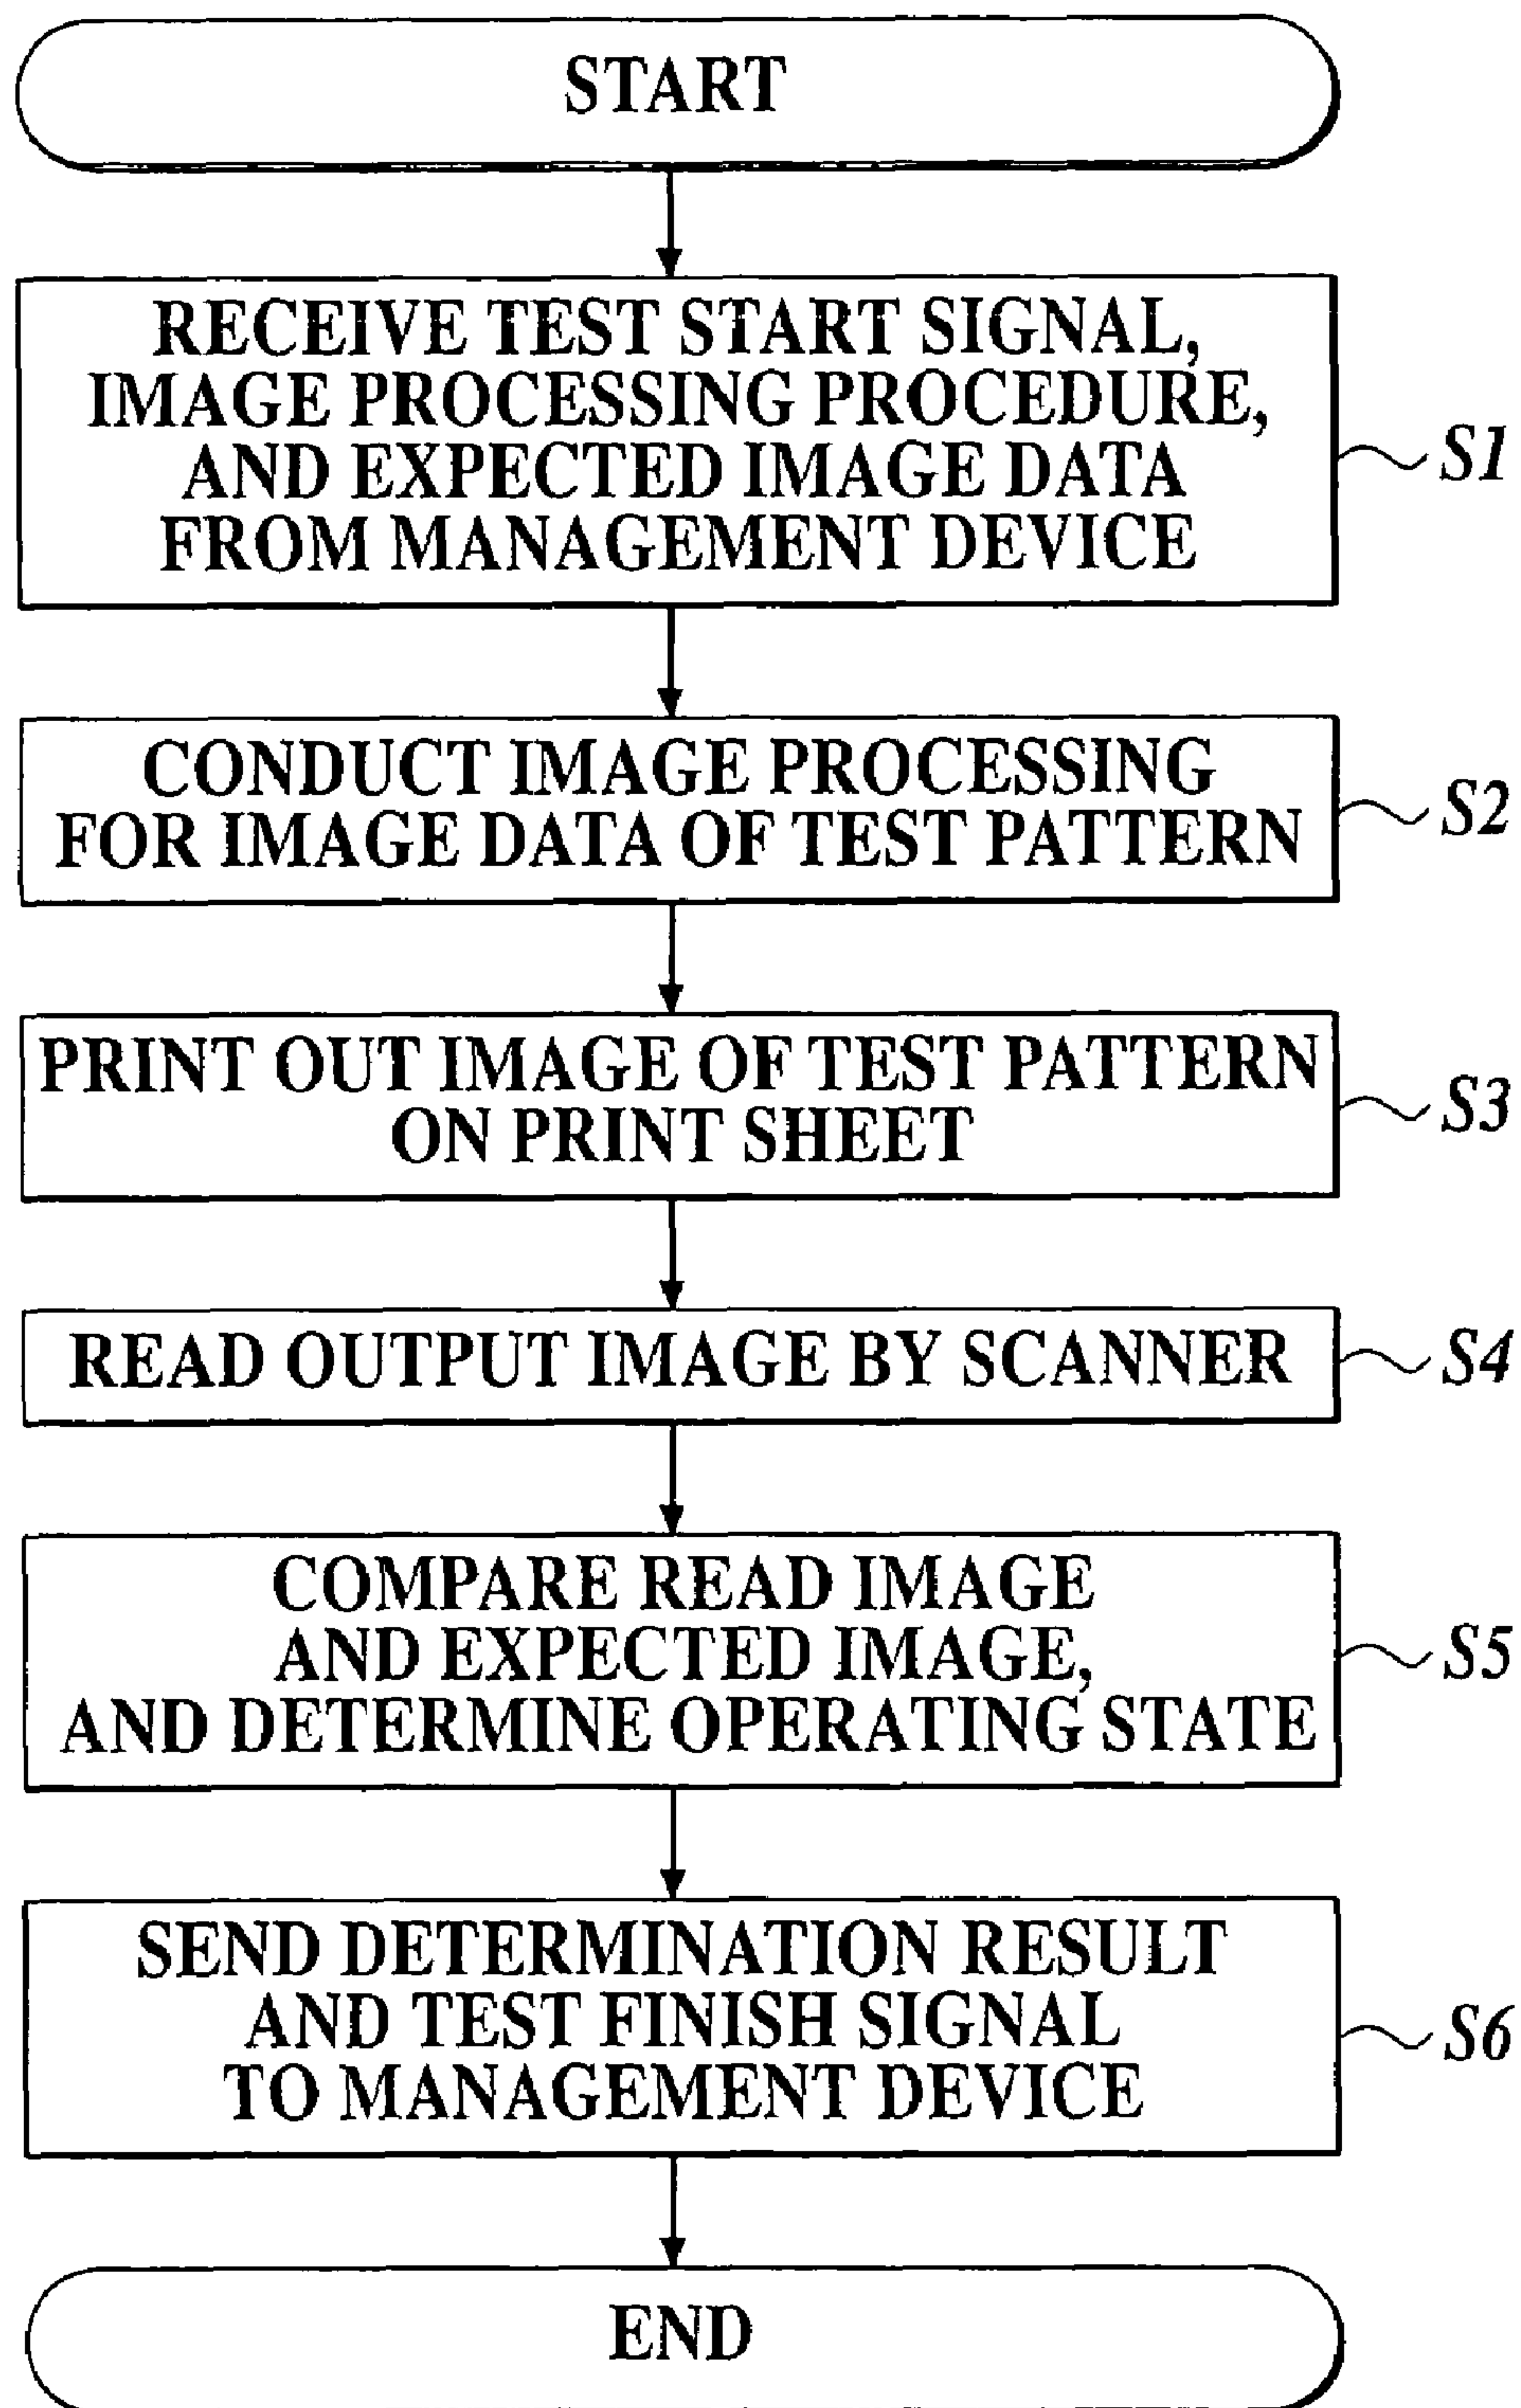 START
RECEIVE TEST START SIGNAL,
IMAGE PROCESSING PROCEDURE,
AND EXPECTED IMAGE DATA
FROM MANAGEMENT DEVICE
S1
CONDUCT IMAGE PROCESSING
FOR IMAGE DATA OF TEST PATTERN
S2
PRINT OUT IMAGE OF TEST PATTERN
ON PRINT SHEET
S3
READ OUTPUT IMAGE BY SCANNER
S4
COMPARE READ IMAGE
AND EXPECTED IMAGE,
AND DETERMINE OPERATING STATE
S5
SEND DETERMINATION RESULT
AND TEST FINISH SIGNAL
TO MANAGEMENT DEVICE
S6
END